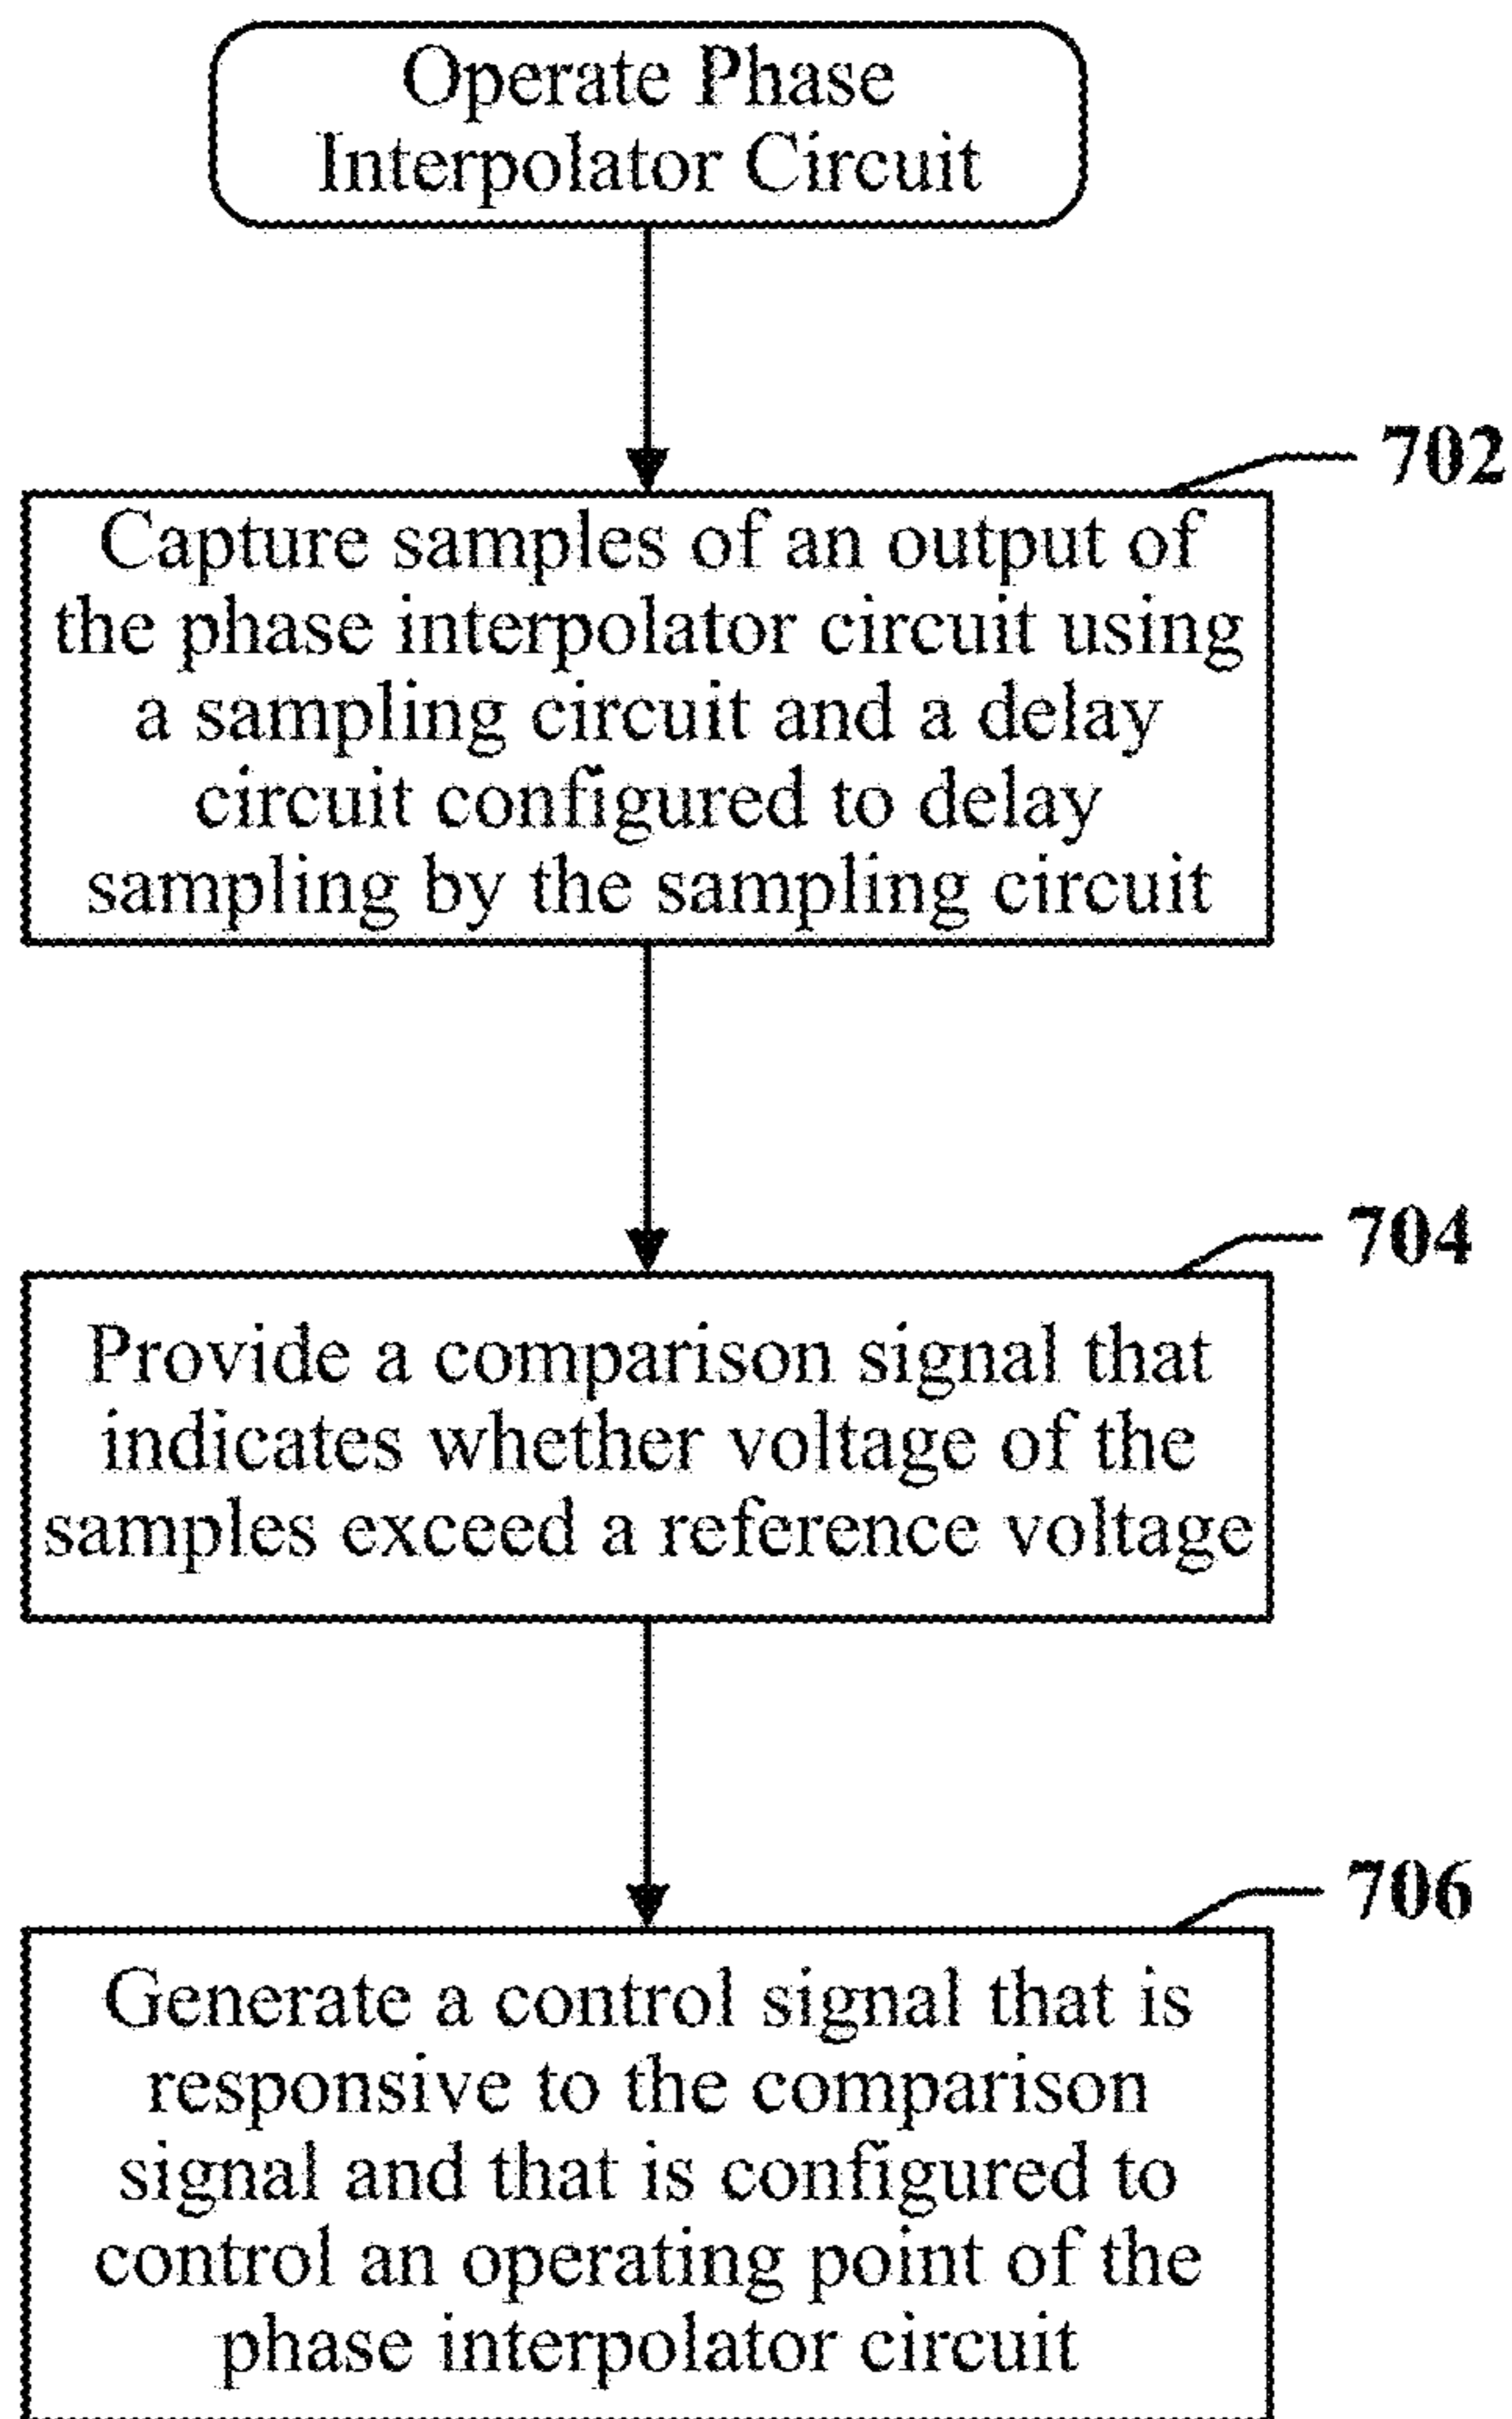 Operate Phase
Interpolator Circuit
702
Capture samples of an output of
the phase interpolator circuit using
a sampling circuit and a delay
circuit configured to delay
sampling by the sampling circuit
704
Provide a comparison signal that
indicates whether voltage of the
samples exceed a reference voltage
706
Generate a control signal that is
responsive to the comparison
signal and that is configured to
control an operating point of the
phase interpolator circuit